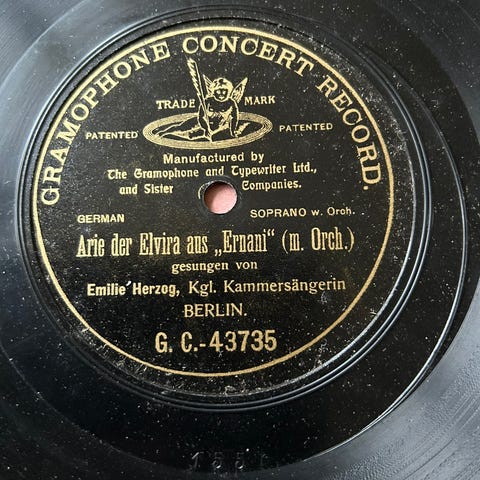 GRAMOPHONE CONCERT RECORD.
TRADE MARK
PATENTED PATENTED
Manufactured by
The Gramophone and Typewriter Ltd.,
and Sister Companies.
GERMAN SOPRANO w. Orch.
Arie der Elvira aus „Ernani“ (m. Orch.)
gesungen von
Emilie Herzog, Kgl. Kammersängerin
BERLIN.
G. C.-43735